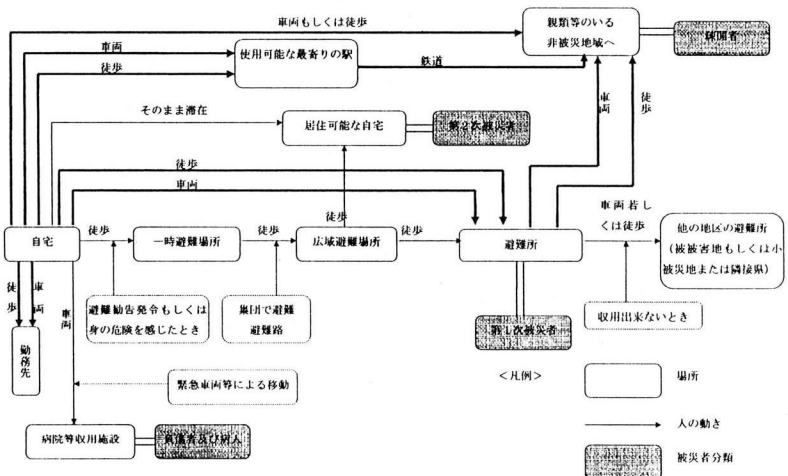 車両もしくは徒歩
親類等のいる
非被災地域へ
疎開者
車両
使用可能な最寄りの駅
鉄道
徒歩
車両
徒歩
そのまま滞在
居住可能な自宅
第2次被災者
徒歩
車両
徒歩
自宅
徒歩
一時避難場所
徒歩
広域避難場所
徒歩
避難所
車両若し
くは徒歩
他の地区の避難所
(被被害地もしくは小
被災地または隣接県)
徒歩
車両
車両
避難勧告発令もしくは
身の危険を感じたとき
集団で避難
避難路
第1次被災者
収用出来ないとき
勤務先
緊急車両等による移動
病院等収用施設
負傷者及び病人
<凡例>
場所
人の動き
被災者分類